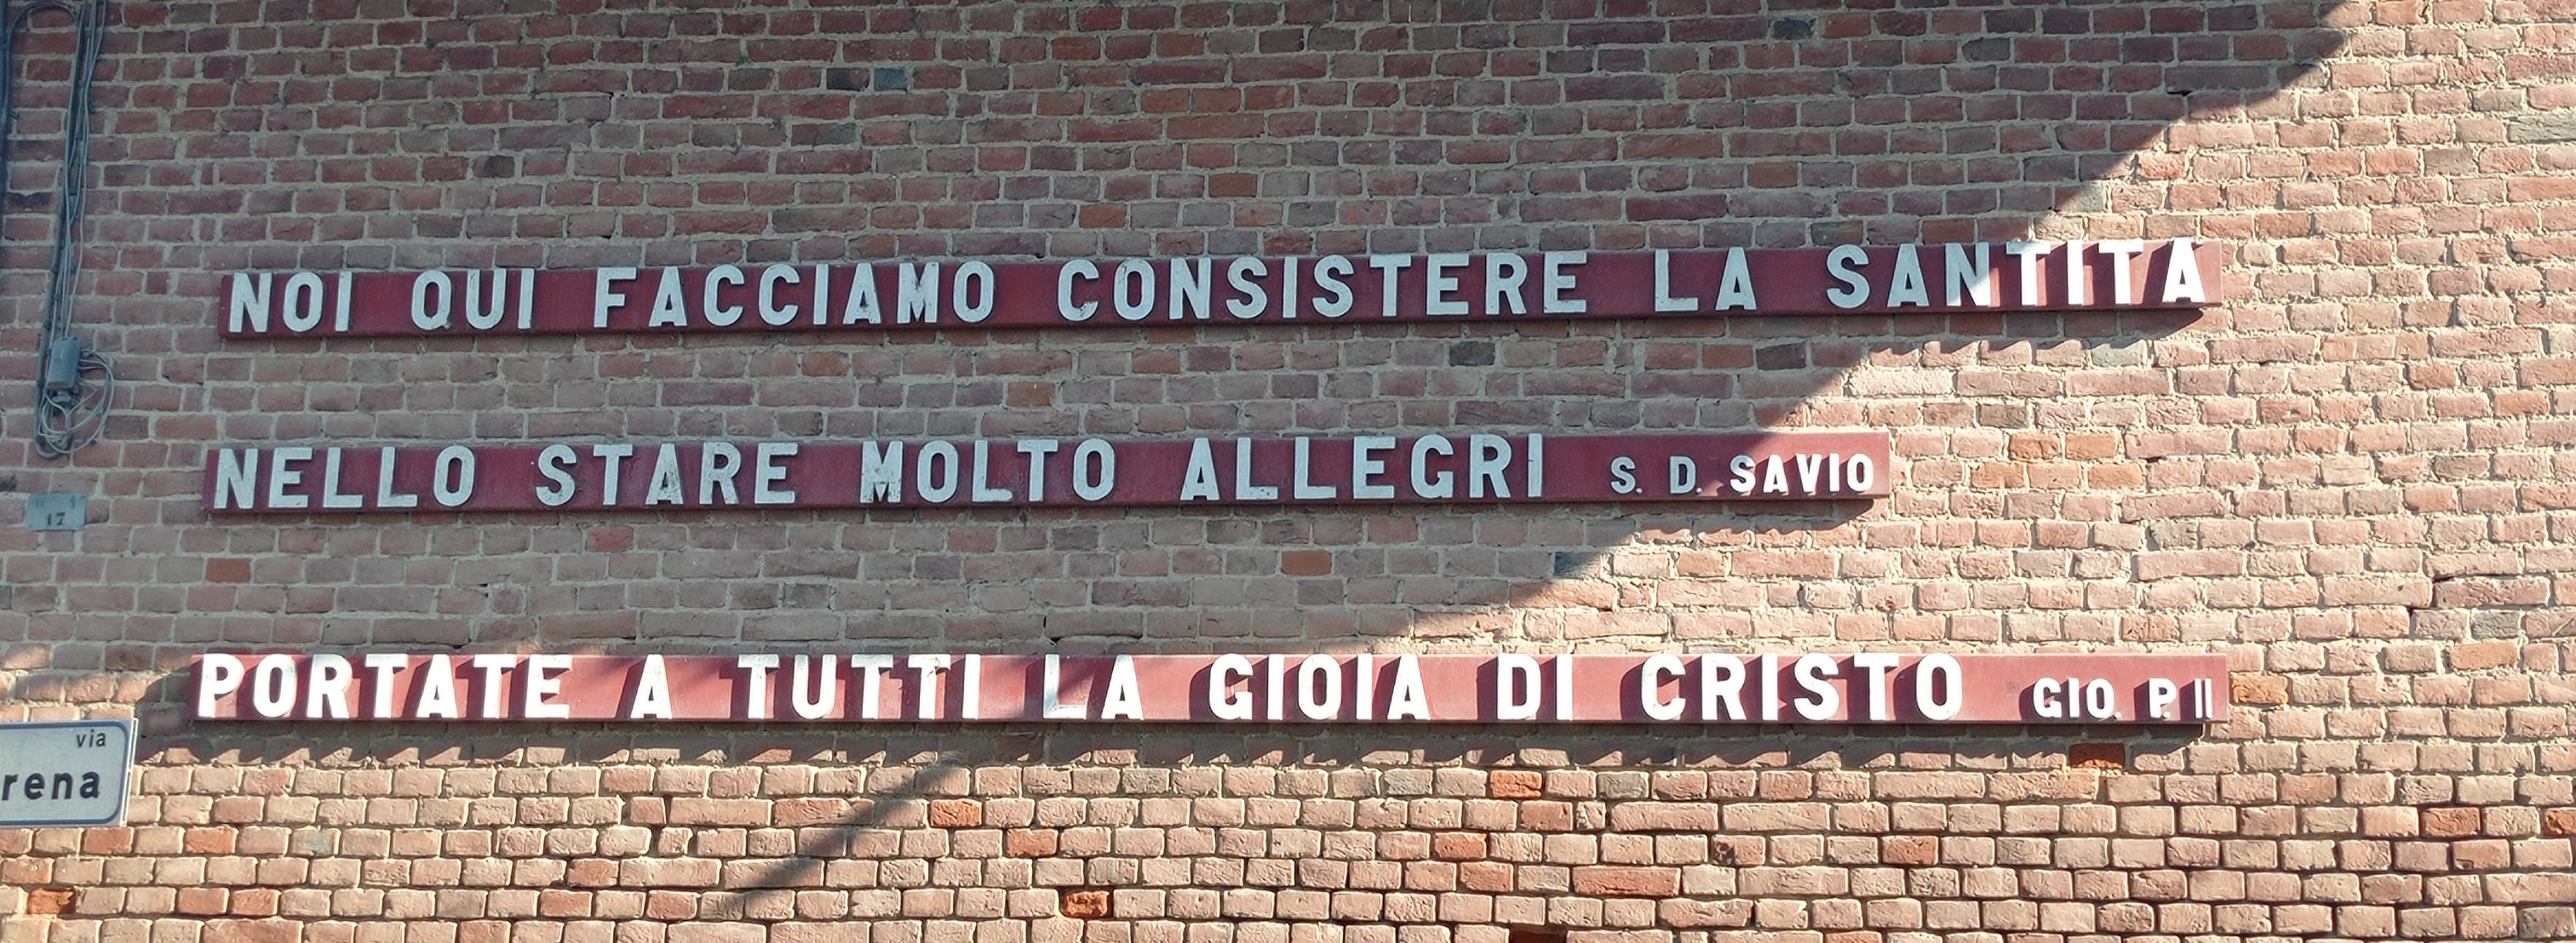 NOI QUI FACCIAMO CONSISTERE LA SANTITÀ
NELLO STARE MOLTO ALLEGRI S. D. SAVIO
17
PORTATE A TUTTI LA GIOIA DI CRISTO GIO. P. II
via
rena